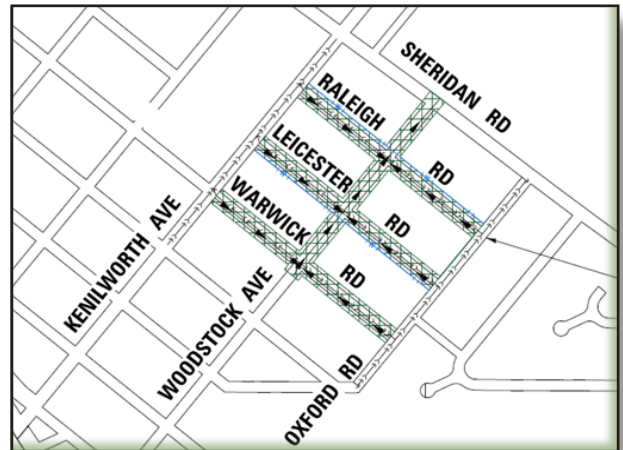 SHERIDAN RD
RALEIGH RD
LEICESTER RD
WARWICK RD
KENILWORTH AVE
WOODSTOCK AVE
OXFORD RD